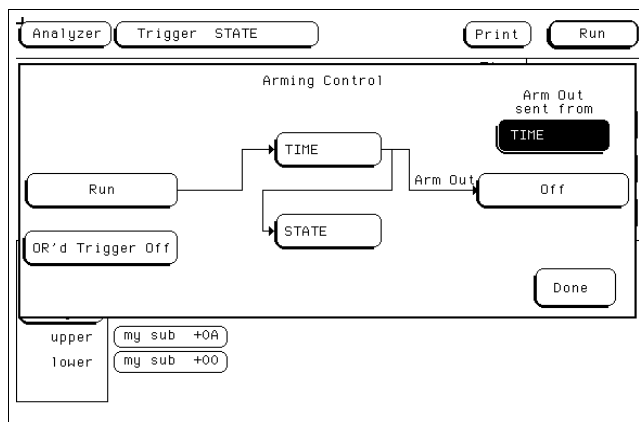 Analyzer Trigger STATE Print Run
Arming Control
Arm Out
sent from
TIME
TIME
Run
Arm Out
Off
STATE
OR'd Trigger Off
Done
upper my sub +0A
lower my sub +00